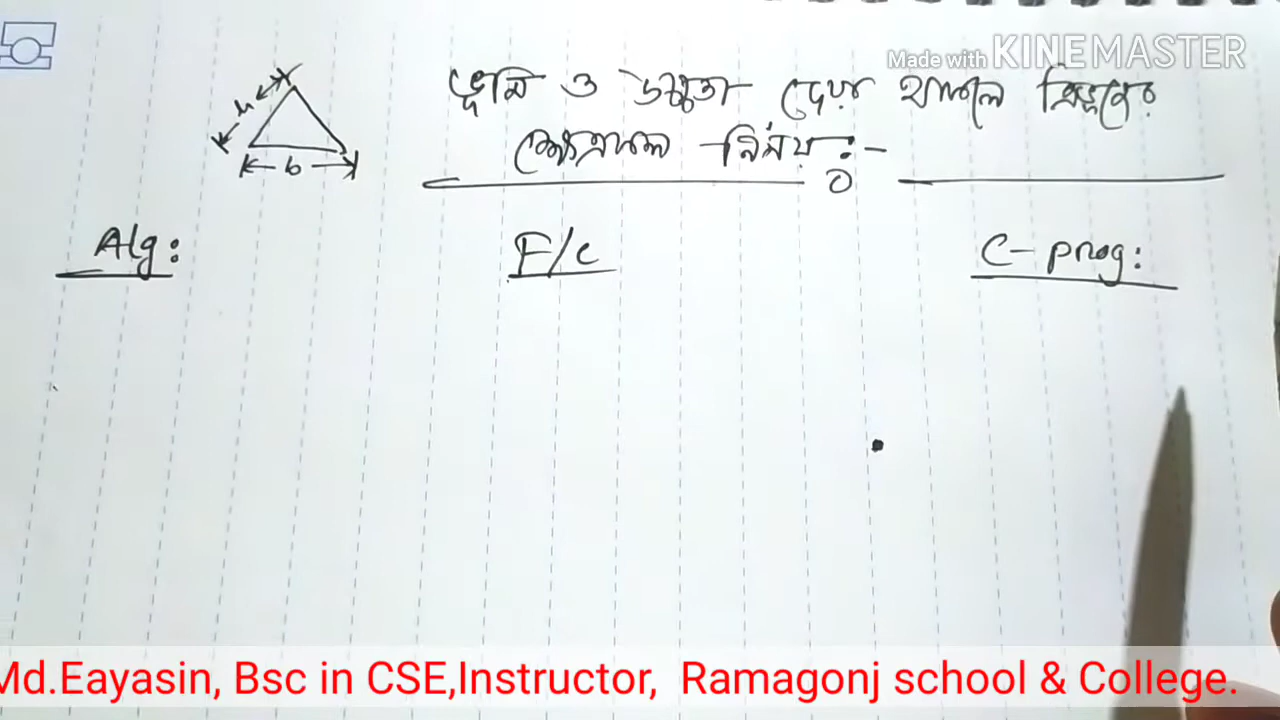 Made with KINEMASTER
ভূমি ও উচ্চতা দেয়া থাকলে ত্রিভুজের
ক্ষেত্রফল নির্ণয় :-
h
b
Alg:
F/c
C- prog:
Md.Eayasin, Bsc in CSE,Instructor, Ramagonj school & College.